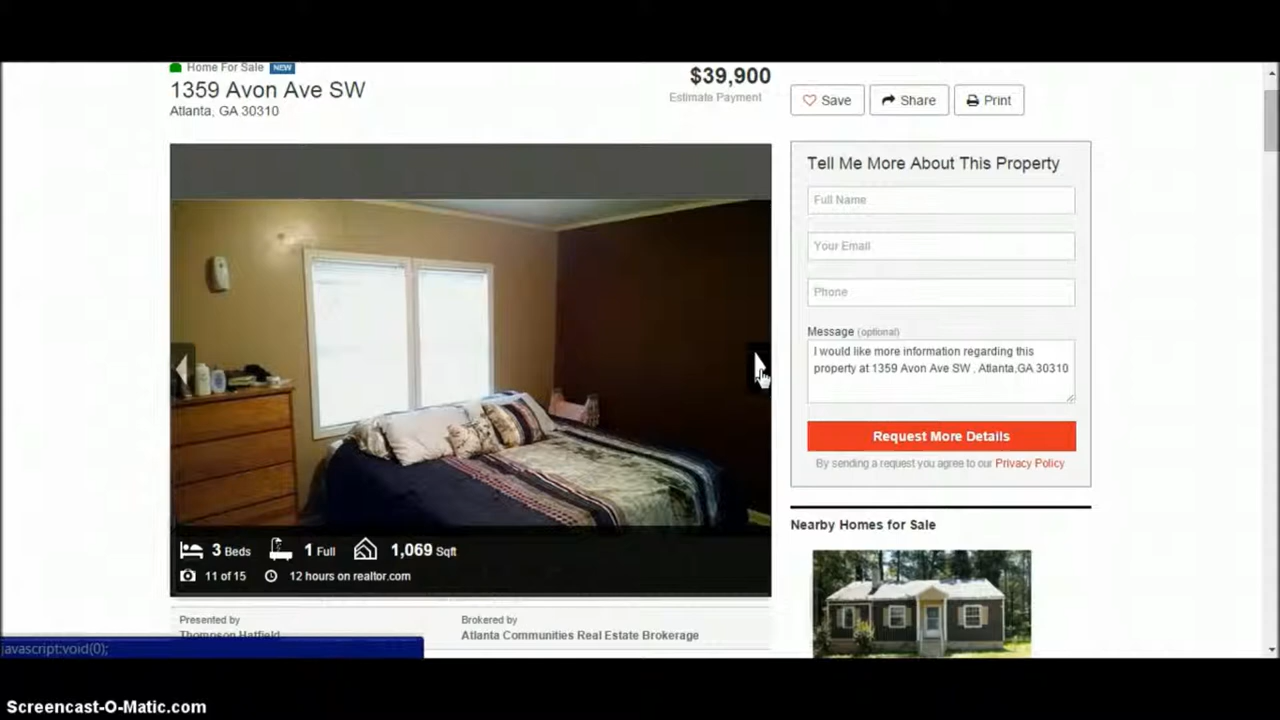 Home For Sale NEW
1359 Avon Ave SW
Atlanta, GA 30310
$39,900
Estimate Payment
Save
Share
Print
Tell Me More About This Property
Full Name
Your Email
Phone
Message (optional)
I would like more information regarding this
property at 1359 Avon Ave SW , Atlanta,GA 30310
Request More Details
By sending a request you agree to our Privacy Policy
3 Beds 1 Full 1,069 Sqft
11 of 15 12 hours on realtor.com
Nearby Homes for Sale
Presented by
Thompson Hatfield
Brokered by
Atlanta Communities Real Estate Brokerage
javascript:void(0);
Screencast-O-Matic.com